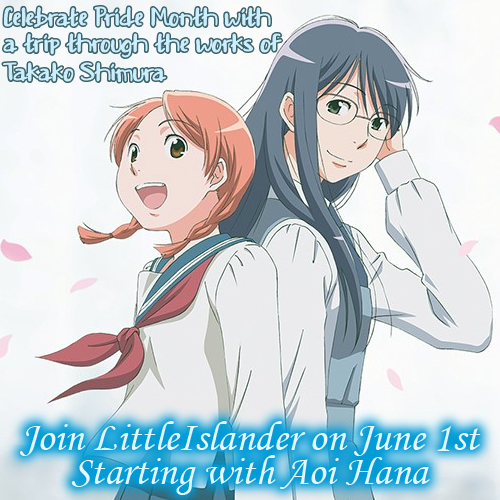 Celebrate Pride Month with
a trip through the works of
Takako Shimura
Join LittleIslander on June 1st
Starting with Aoi Hana